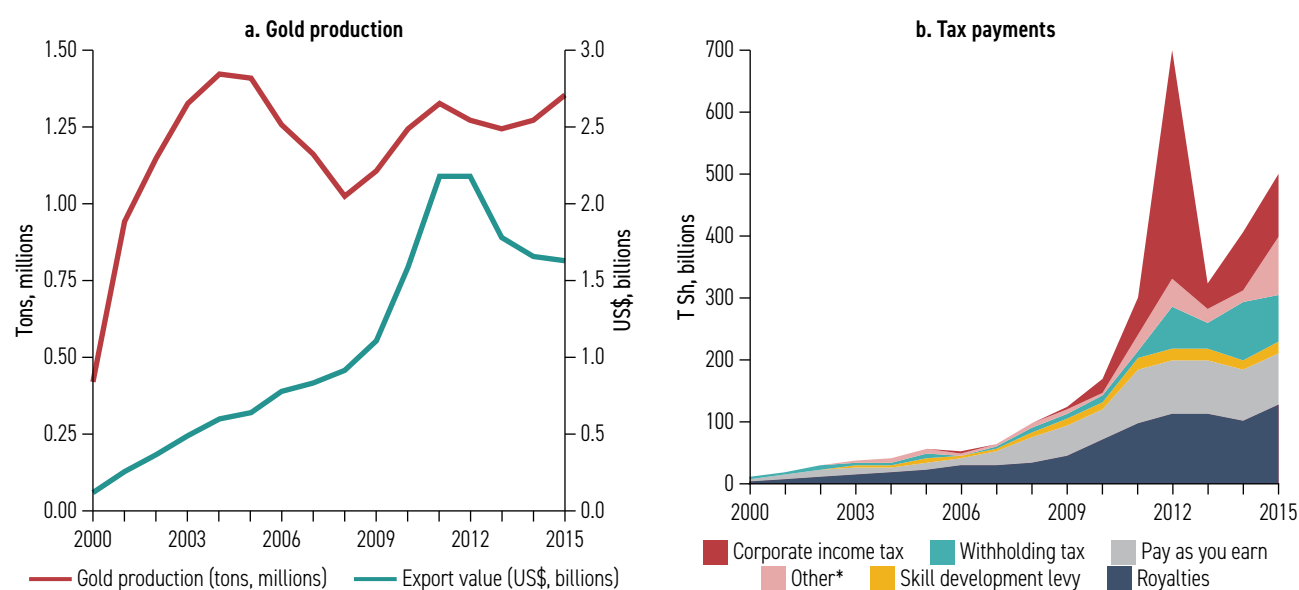 a. Gold production
1.50
1.25
1.00
0.75
0.50
0.25
0.00
Tons, millions
3.0
2.5
2.0
1.5
1.0
0.5
0.0
US$, billions
2000 2003 2006 2009 2012 2015
Gold production (tons, millions) Export value (US$, billions)
b. Tax payments
700
600
500
400
300
200
100
0
T Sh, billions
2000 2003 2006 2009 2012 2015
Corporate income tax Withholding tax Pay as you earn
Other* Skill development levy Royalties